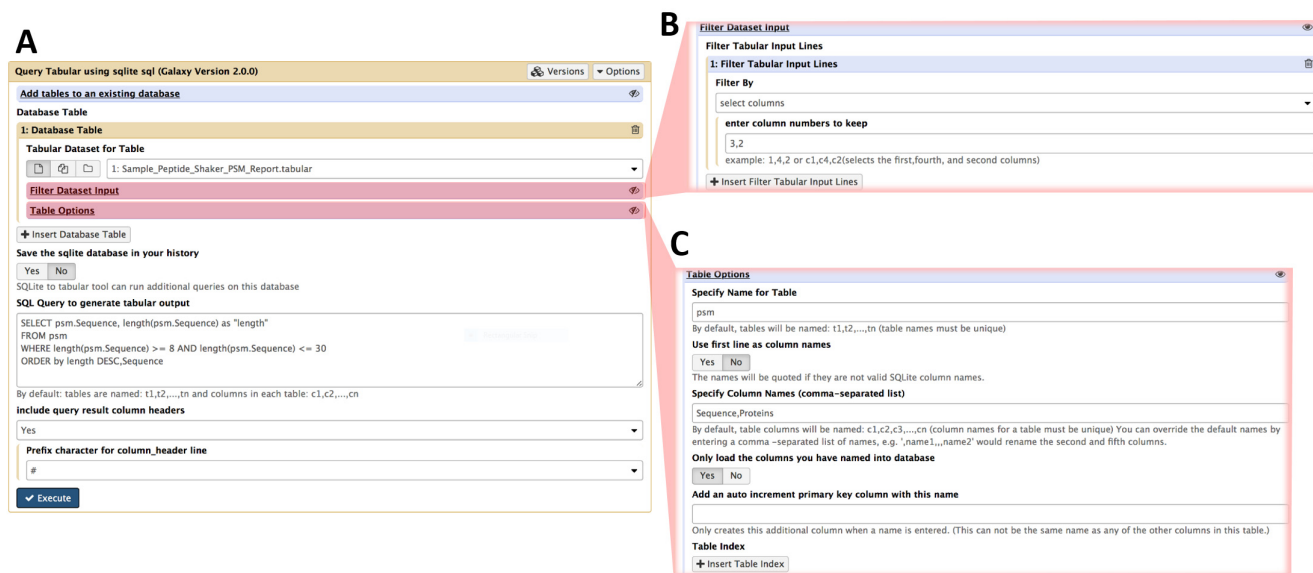 A
Query Tabular using sqlite sql (Galaxy Version 2.0.0)
Versions
Options
Add tables to an existing database
Database Table
1: Database Table
Tabular Dataset for Table
1: Sample_Peptide_Shaker_PSM_Report.tabular
Filter Dataset Input
Table Options
Insert Database Table
Save the sqlite database in your history
Yes No
SQLite to tabular tool can run additional queries on this database
SQL Query to generate tabular output
SELECT psm.Sequence, length(psm.Sequence) as "length"
FROM psm
WHERE length(psm.Sequence) >= 8 AND length(psm.Sequence) <= 30
ORDER by length DESC,Sequence
By default: tables are named: t1,t2,...,tn and columns in each table: c1,c2,...,cn
include query result column headers
Yes
Prefix character for column_header line
#
Execute
B
Filter Dataset Input
Filter Tabular Input Lines
1: Filter Tabular Input Lines
Filter By
select columns
enter column numbers to keep
3,2
example: 1,4,2 or c1,c4,c2(selects the first,fourth, and second columns)
Insert Filter Tabular Input Lines
C
Table Options
Specify Name for Table
psm
By default, tables will be named: t1,t2,...,tn (table names must be unique)
Use first line as column names
Yes No
The names will be quoted if they are not valid SQLite column names.
Specify Column Names (comma-separated list)
Sequence,Proteins
By default, table columns will be named: c1,c2,c3,...,cn (column names for a table must be unique) You can override the default names by
entering a comma -separated list of names, e.g. ',name1,,,name2' would rename the second and fifth columns.
Only load the columns you have named into database
Yes No
Add an auto increment primary key column with this name
Only creates this additional column when a name is entered. (This can not be the same name as any of the other columns in this table.)
Table Index
Insert Table Index